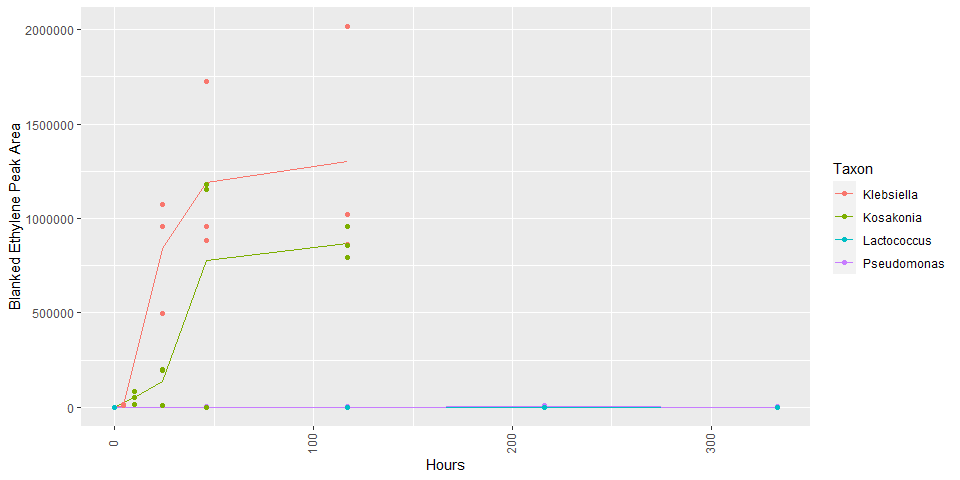 Blanked Ethylene Peak Area
2000000
1500000
1000000
500000
0
0
100
200
300
Hours
Taxon
Klebsiella
Kosakonia
Lactococcus
Pseudomonas